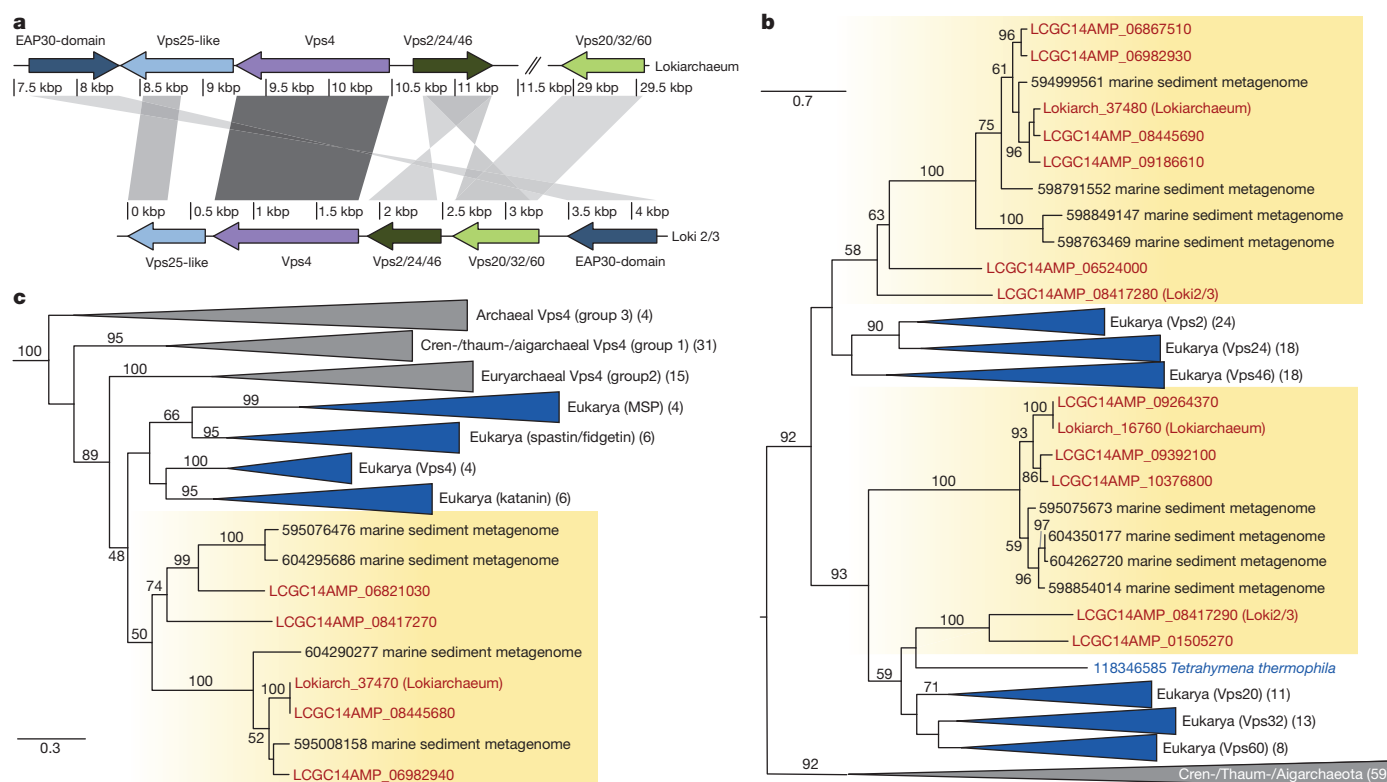 a
EAP30-domain Vps25-like Vps4 Vps2/24/46 Vps20/32/60
Lokiarchaeum
7.5 kbp 8 kbp 8.5 kbp 9 kbp 9.5 kbp 10 kbp 10.5 kbp 11 kbp 11.5 kbp 29 kbp 29.5 kbp
0 kbp 0.5 kbp 1 kbp 1.5 kbp 2 kbp 2.5 kbp 3 kbp 3.5 kbp 4 kbp
Loki 2/3
Vps25-like Vps4 Vps2/24/46 Vps20/32/60 EAP30-domain
b
0.7
96
LCGC14AMP_06867510
LCGC14AMP_06982930
61
594999561 marine sediment metagenome
75
Lokiarch_37480 (Lokiarchaeum)
LCGC14AMP_08445690
96
LCGC14AMP_09186610
100
598791552 marine sediment metagenome
100
598849147 marine sediment metagenome
598763469 marine sediment metagenome
63
LCGC14AMP_06524000
58
LCGC14AMP_08417280 (Loki2/3)
90
Eukarya (Vps2) (24)
Eukarya (Vps24) (18)
Eukarya (Vps46) (18)
92
100
LCGC14AMP_09264370
Lokiarch_16760 (Lokiarchaeum)
93
LCGC14AMP_09392100
86
LCGC14AMP_10376800
100
595075673 marine sediment metagenome
97
604350177 marine sediment metagenome
59
604262720 marine sediment metagenome
96
598854014 marine sediment metagenome
93
100
LCGC14AMP_08417290 (Loki2/3)
LCGC14AMP_01505270
118346585 Tetrahymena thermophila
59
71
Eukarya (Vps20) (11)
Eukarya (Vps32) (13)
Eukarya (Vps60) (8)
92
Cren-/Thaum-/Aigarchaeota (59
c
100
Archaeal Vps4 (group 3) (4)
95
Cren-/thaum-/aigarchaeal Vps4 (group 1) (31)
100
Euryarchaeal Vps4 (group2) (15)
99
Eukarya (MSP) (4)
66
95
Eukarya (spastin/fidgetin) (6)
89
100
Eukarya (Vps4) (4)
95
Eukarya (katanin) (6)
48
100
595076476 marine sediment metagenome
99
604295686 marine sediment metagenome
74
LCGC14AMP_06821030
LCGC14AMP_08417270
50
604290277 marine sediment metagenome
100
100
Lokiarch_37470 (Lokiarchaeum)
LCGC14AMP_08445680
52
595008158 marine sediment metagenome
LCGC14AMP_06982940
0.3